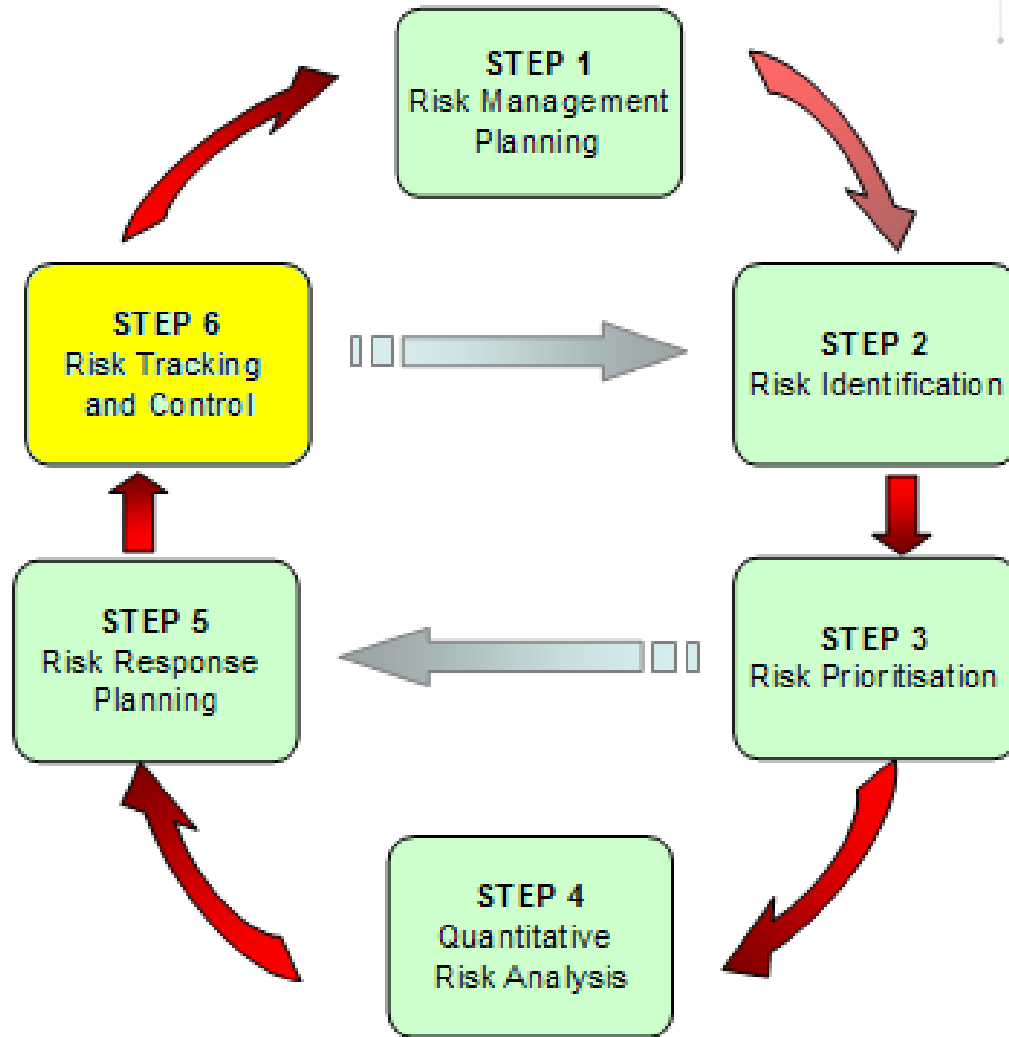 STEP 1
Risk Management
Planning
STEP 6
Risk Tracking
and Control
STEP 2
Risk Identification
STEP 5
Risk Response
Planning
STEP 3
Risk Prioritisation
STEP 4
Quantitative
Risk Analysis